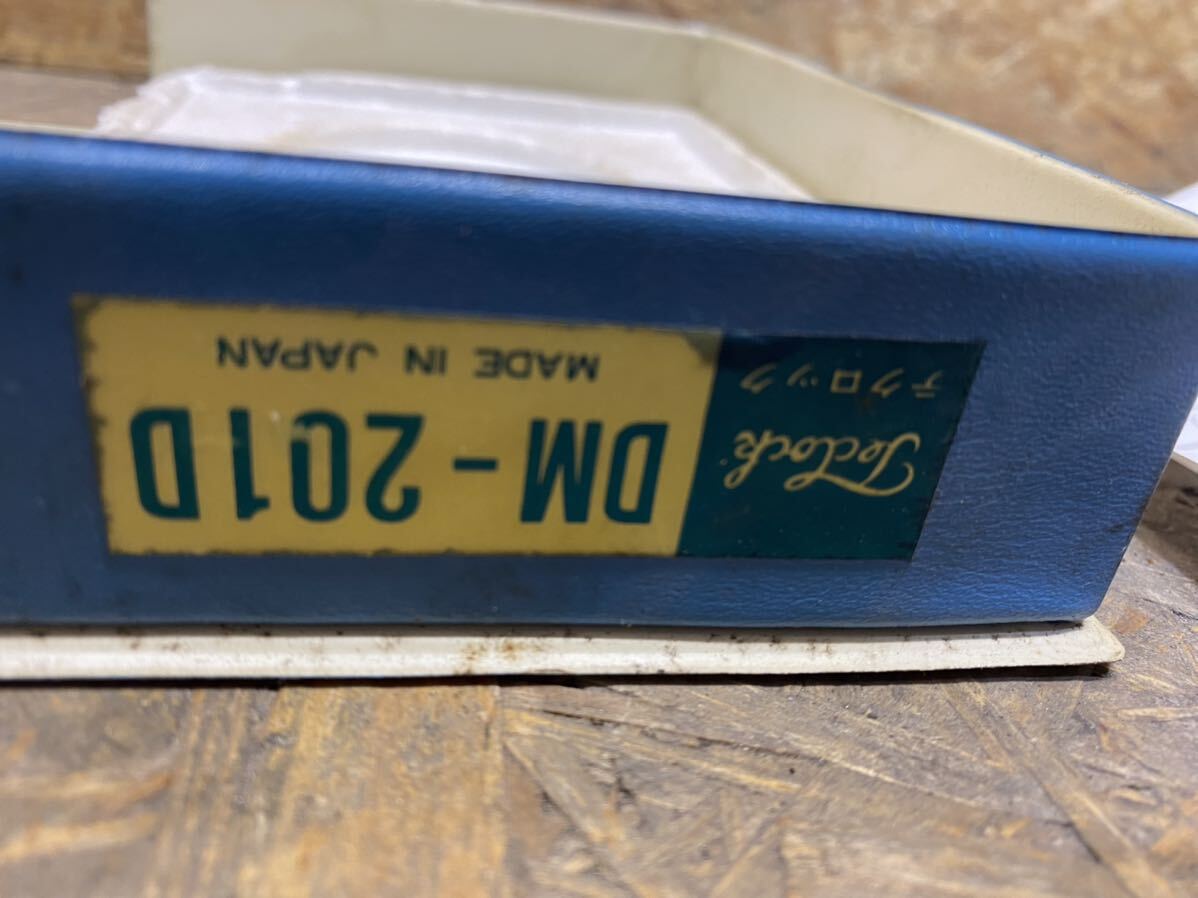 Teclock
テクロック
DM-201D
MADE IN JAPAN